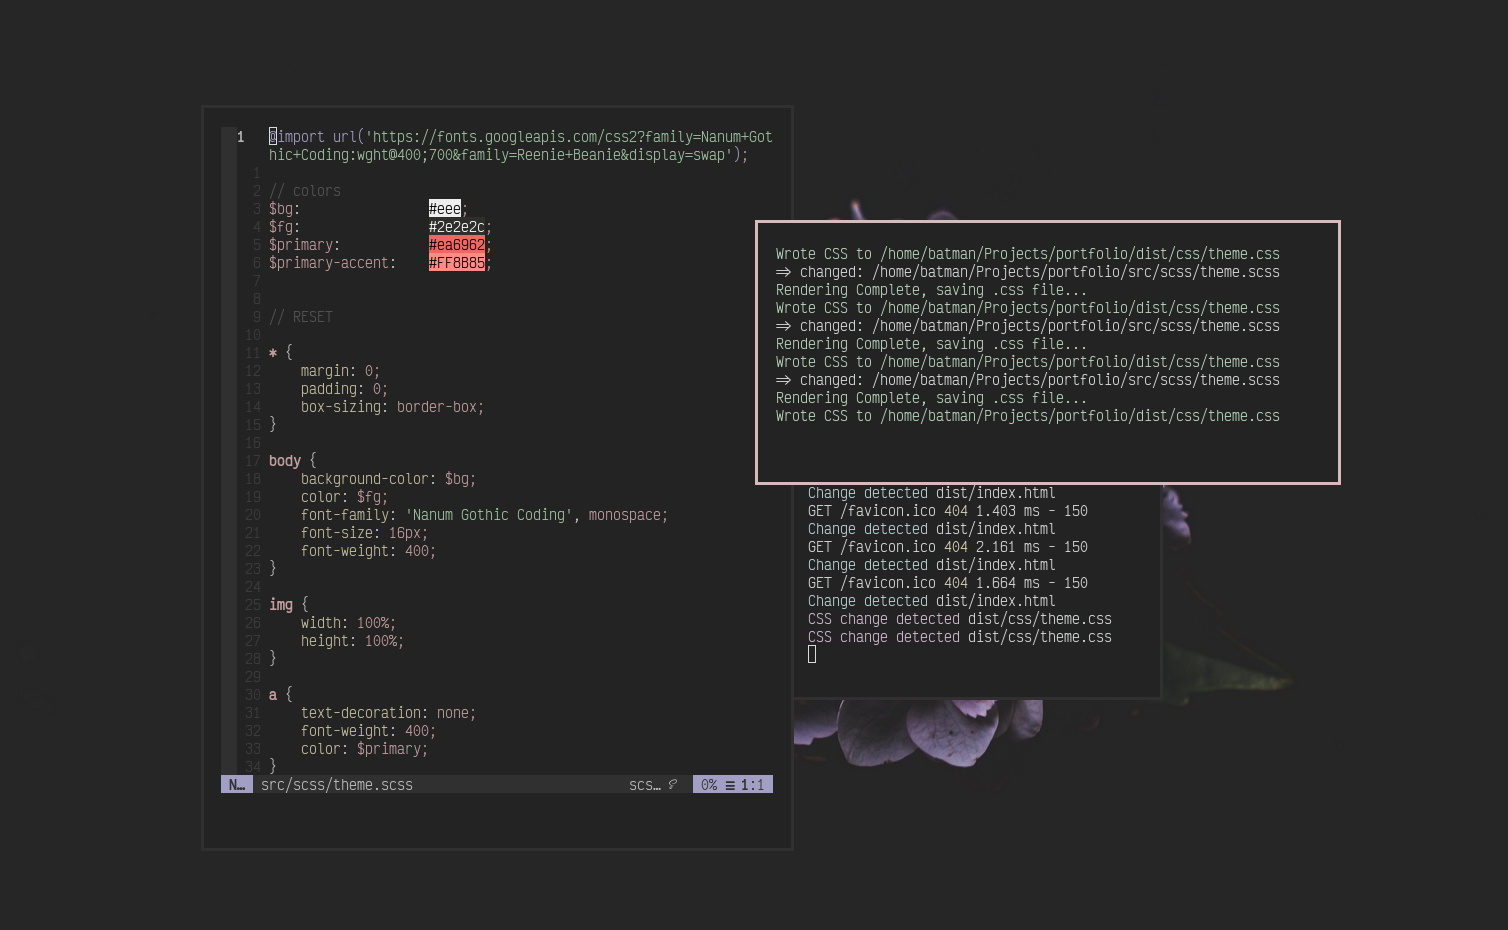 1 @import url('https://fonts.googleapis.com/css2?family=Nanum+Got
hic+Coding:wght@400;700&family=Reenie+Beanie&display=swap');
1
2 // colors
3 $bg: #eee;
4 $fg: #2e2e2c;
5 $primary: #ea6962;
6 $primary-accent: #FF8B85;
7
8
9 // RESET
10
11 * {
12 margin: 0;
13 padding: 0;
14 box-sizing: border-box;
15 }
16
17 body {
18 background-color: $bg;
19 color: $fg;
20 font-family: 'Nanum Gothic Coding', monospace;
21 font-size: 16px;
22 font-weight: 400;
23 }
24
25 img {
26 width: 100%;
27 height: 100%;
28 }
29
30 a {
31 text-decoration: none;
32 font-weight: 400;
33 color: $primary;
34 }
N… src/scss/theme.scss scs… 0% ≡ 1:1
Wrote CSS to /home/batman/Projects/portfolio/dist/css/theme.css
=> changed: /home/batman/Projects/portfolio/src/scss/theme.scss
Rendering Complete, saving .css file...
Wrote CSS to /home/batman/Projects/portfolio/dist/css/theme.css
=> changed: /home/batman/Projects/portfolio/src/scss/theme.scss
Rendering Complete, saving .css file...
Wrote CSS to /home/batman/Projects/portfolio/dist/css/theme.css
=> changed: /home/batman/Projects/portfolio/src/scss/theme.scss
Rendering Complete, saving .css file...
Wrote CSS to /home/batman/Projects/portfolio/dist/css/theme.css
Change detected dist/index.html
GET /favicon.ico 404 1.403 ms - 150
Change detected dist/index.html
GET /favicon.ico 404 2.161 ms - 150
Change detected dist/index.html
GET /favicon.ico 404 1.664 ms - 150
Change detected dist/index.html
CSS change detected dist/css/theme.css
CSS change detected dist/css/theme.css